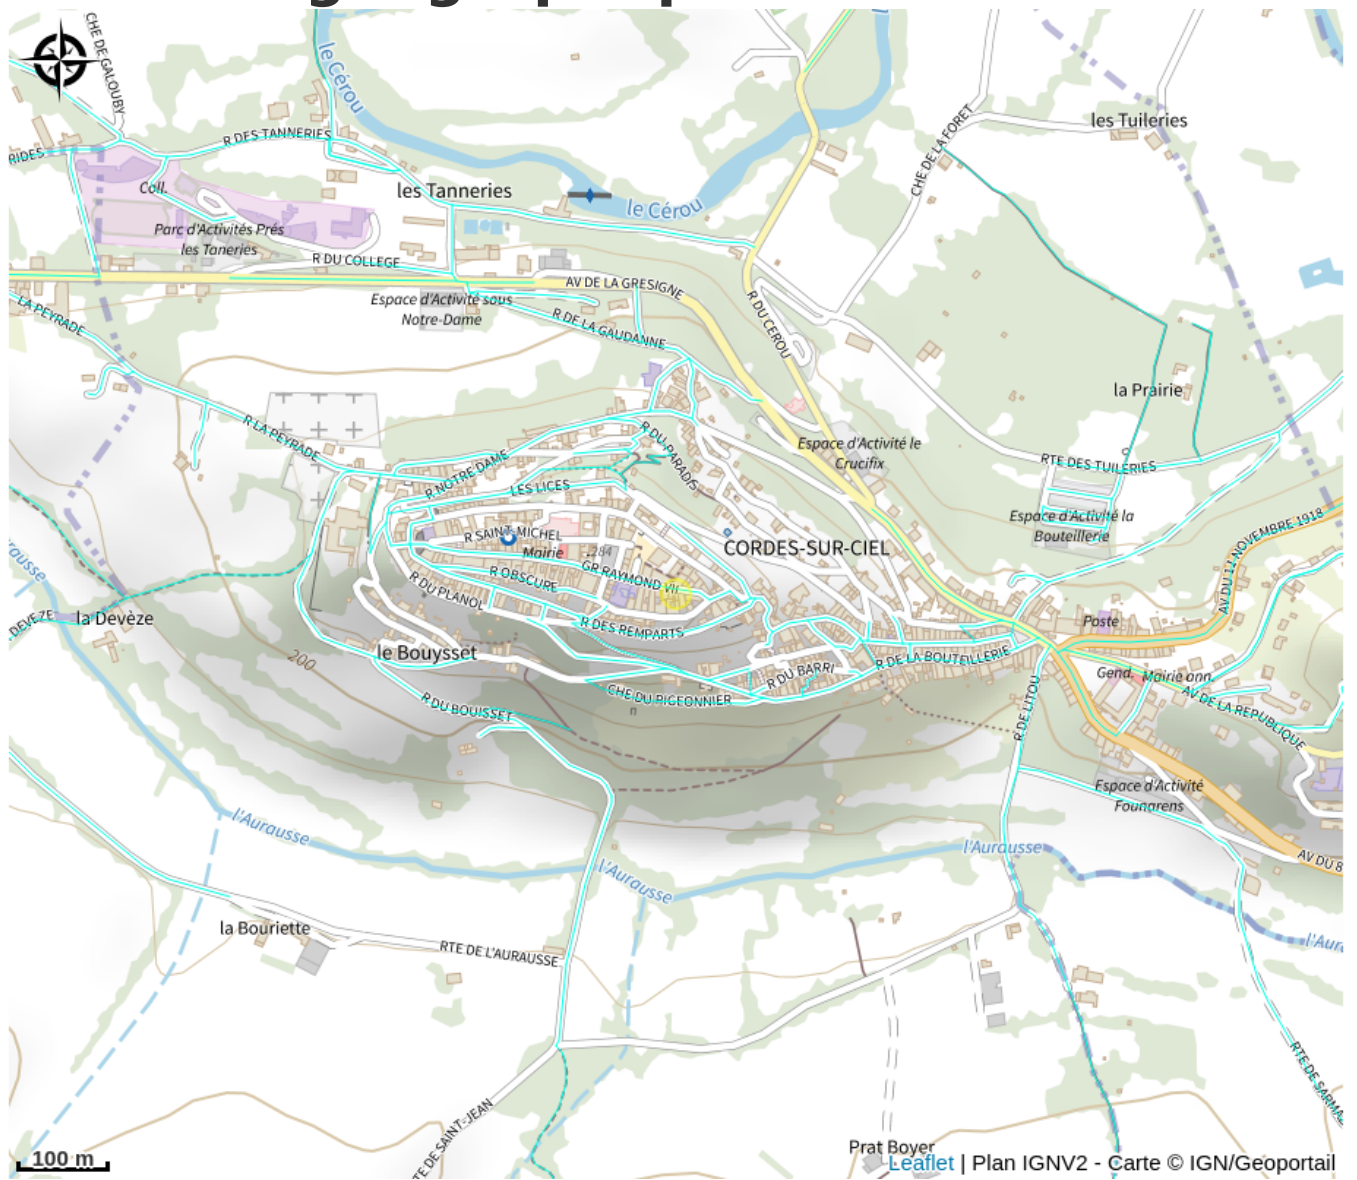 CHE DE GALOUBY
le Cérou
les Tuileries
R DES TANNERIES
CHE DE LA FORET
RIDES
Coll.
les Tanneries
le Cérou
Parc d'Activités Prés
les Taneries
R DU COLLEGE
AV DE LA GRESIGNE
LA PEYRADE
Espace d'Activité sous
Notre-Dame
R DE LA GAUDANNE
R DU CEROU
la Prairie
R LA PEYRADE
R DU PARADIS
Espace d'Activité le
Crucifix
R NOTRE DAME
RTE DES TUILERIES
LES LICES
Espace d'Activité la
Bouteillerie
AV DU 11 NOVEMBRE 1918
R SAINT-MICHEL
Mairie
284
CORDES-SUR-CIEL
GR RAYMOND VII
R OBSCURE
R DU PLANOL
R DES REMPARTS
DEVEZE
la Devèze
Poste
le Bouysset
200
R DE LA BOUTEILLERIE
R DU BARRI
Gend.
Mairie ann.
CHE DU PIGEONNIER
R DU BOUISSET
R DE LITOU
AV DE LA REPUBLIQUE
Espace d'Activité
Founarens
l'Aurausse
l'Aurausse
l'Aurausse
AV DU 8
la Bouriette
RTE DE L'AURAUSSE
l'Aur
RTE DE SARMA
TE DE SAINT-JEAN
Prat Boyer
100 m
Leaflet | Plan IGNV2 - Carte © IGN/Geoportail